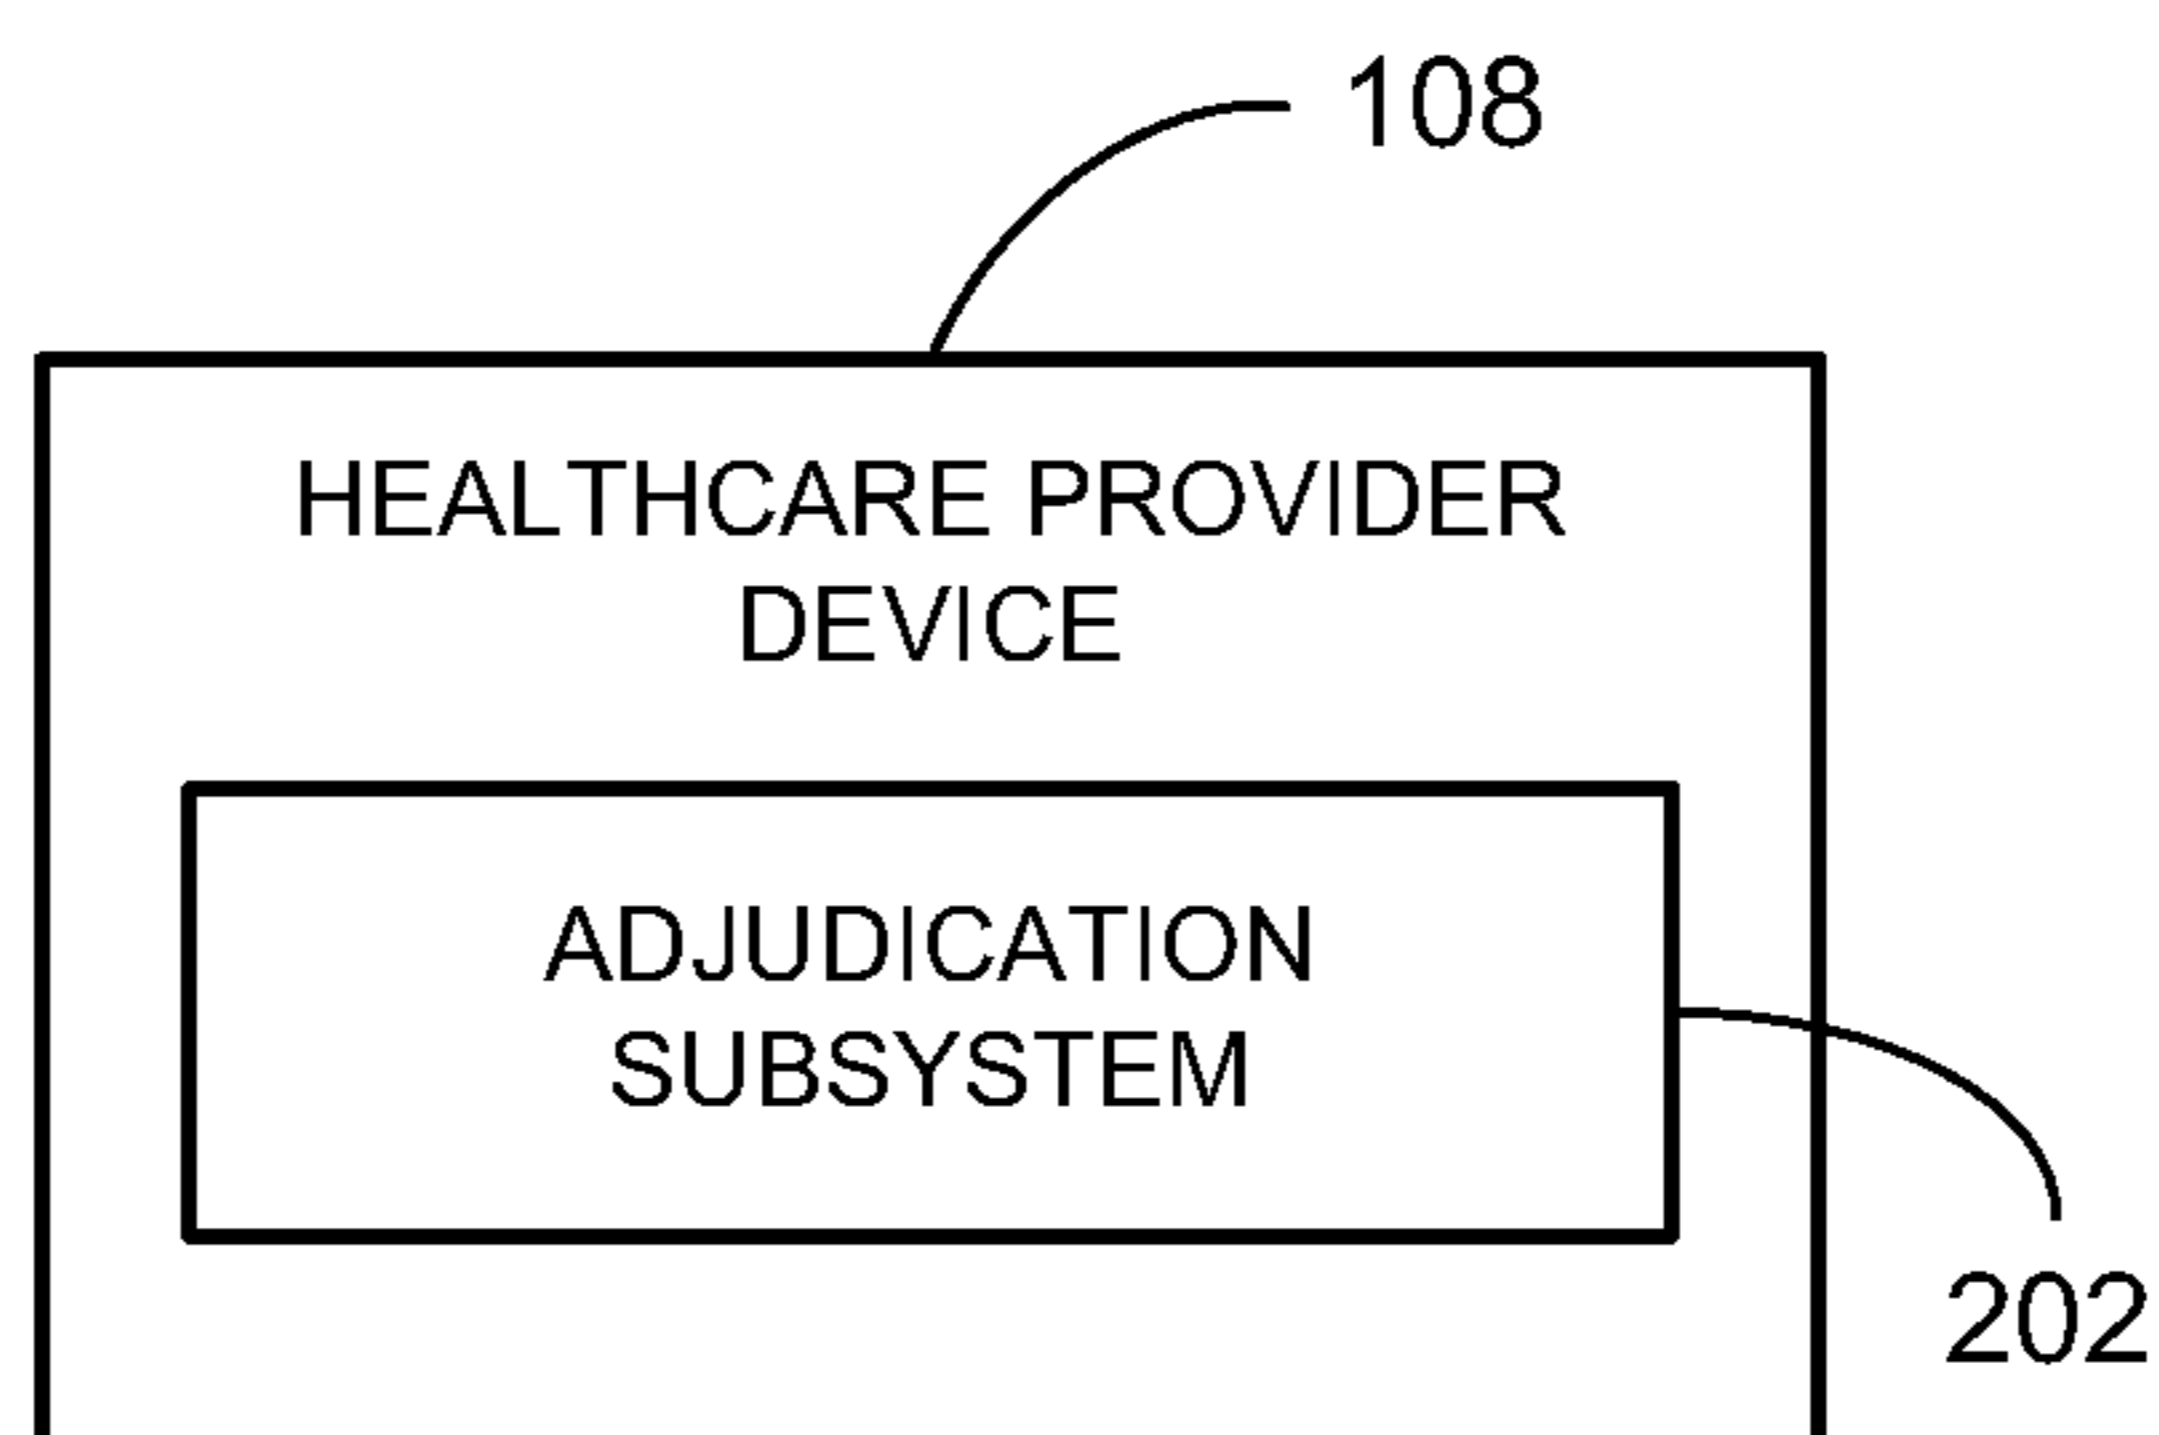 108
HEALTHCARE PROVIDER
DEVICE
ADJUDICATION
SUBSYSTEM
202